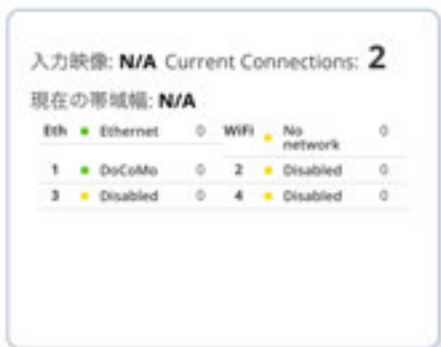 入力映像: N/A Current Connections: 2
現在の帯域幅: N/A
Eth Ethernet 0 WiFi No network 0
1 DoCoMo 0 2 Disabled 0
3 Disabled 0 4 Disabled 0